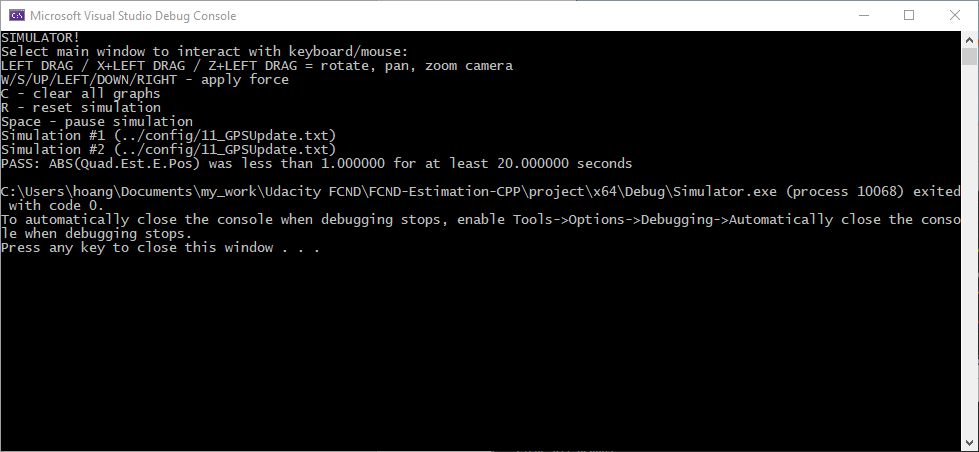 Microsoft Visual Studio Debug Console
SIMULATOR!
Select main window to interact with keyboard/mouse:
LEFT DRAG / X+LEFT DRAG / Z+LEFT DRAG = rotate, pan, zoom camera
W/S/UP/LEFT/DOWN/RIGHT - apply force
C - clear all graphs
R - reset simulation
Space - pause simulation
Simulation #1 (../config/11_GPSUpdate.txt)
Simulation #2 (../config/11_GPSUpdate.txt)
PASS: ABS(Quad.Est.E.Pos) was less than 1.000000 for at least 20.000000 seconds
C:\Users\hoang\Documents\my_work\Udacity FCND\FCND-Estimation-CPP\project\x64\Debug\Simulator.exe (process 10068) exited
 with code 0.
To automatically close the console when debugging stops, enable Tools->Options->Debugging->Automatically close the conso
le when debugging stops.
Press any key to close this window . . .